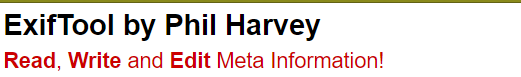 ExifTool by Phil Harvey
Read, Write and Edit Meta Information!